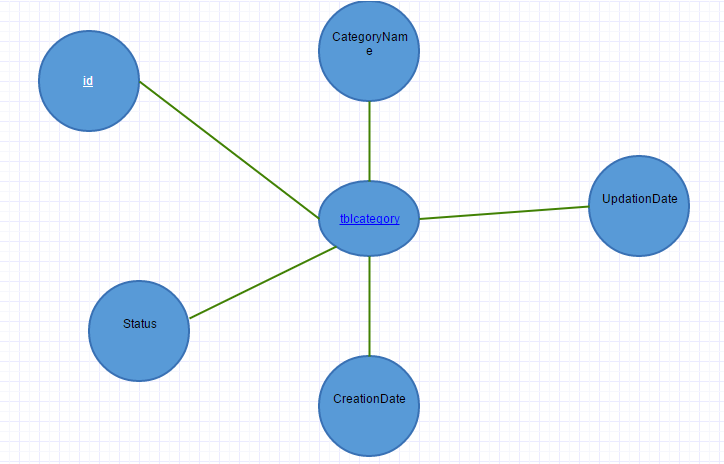 CategoryNam
e
id
UpdationDate
tblcategory
Status
CreationDate